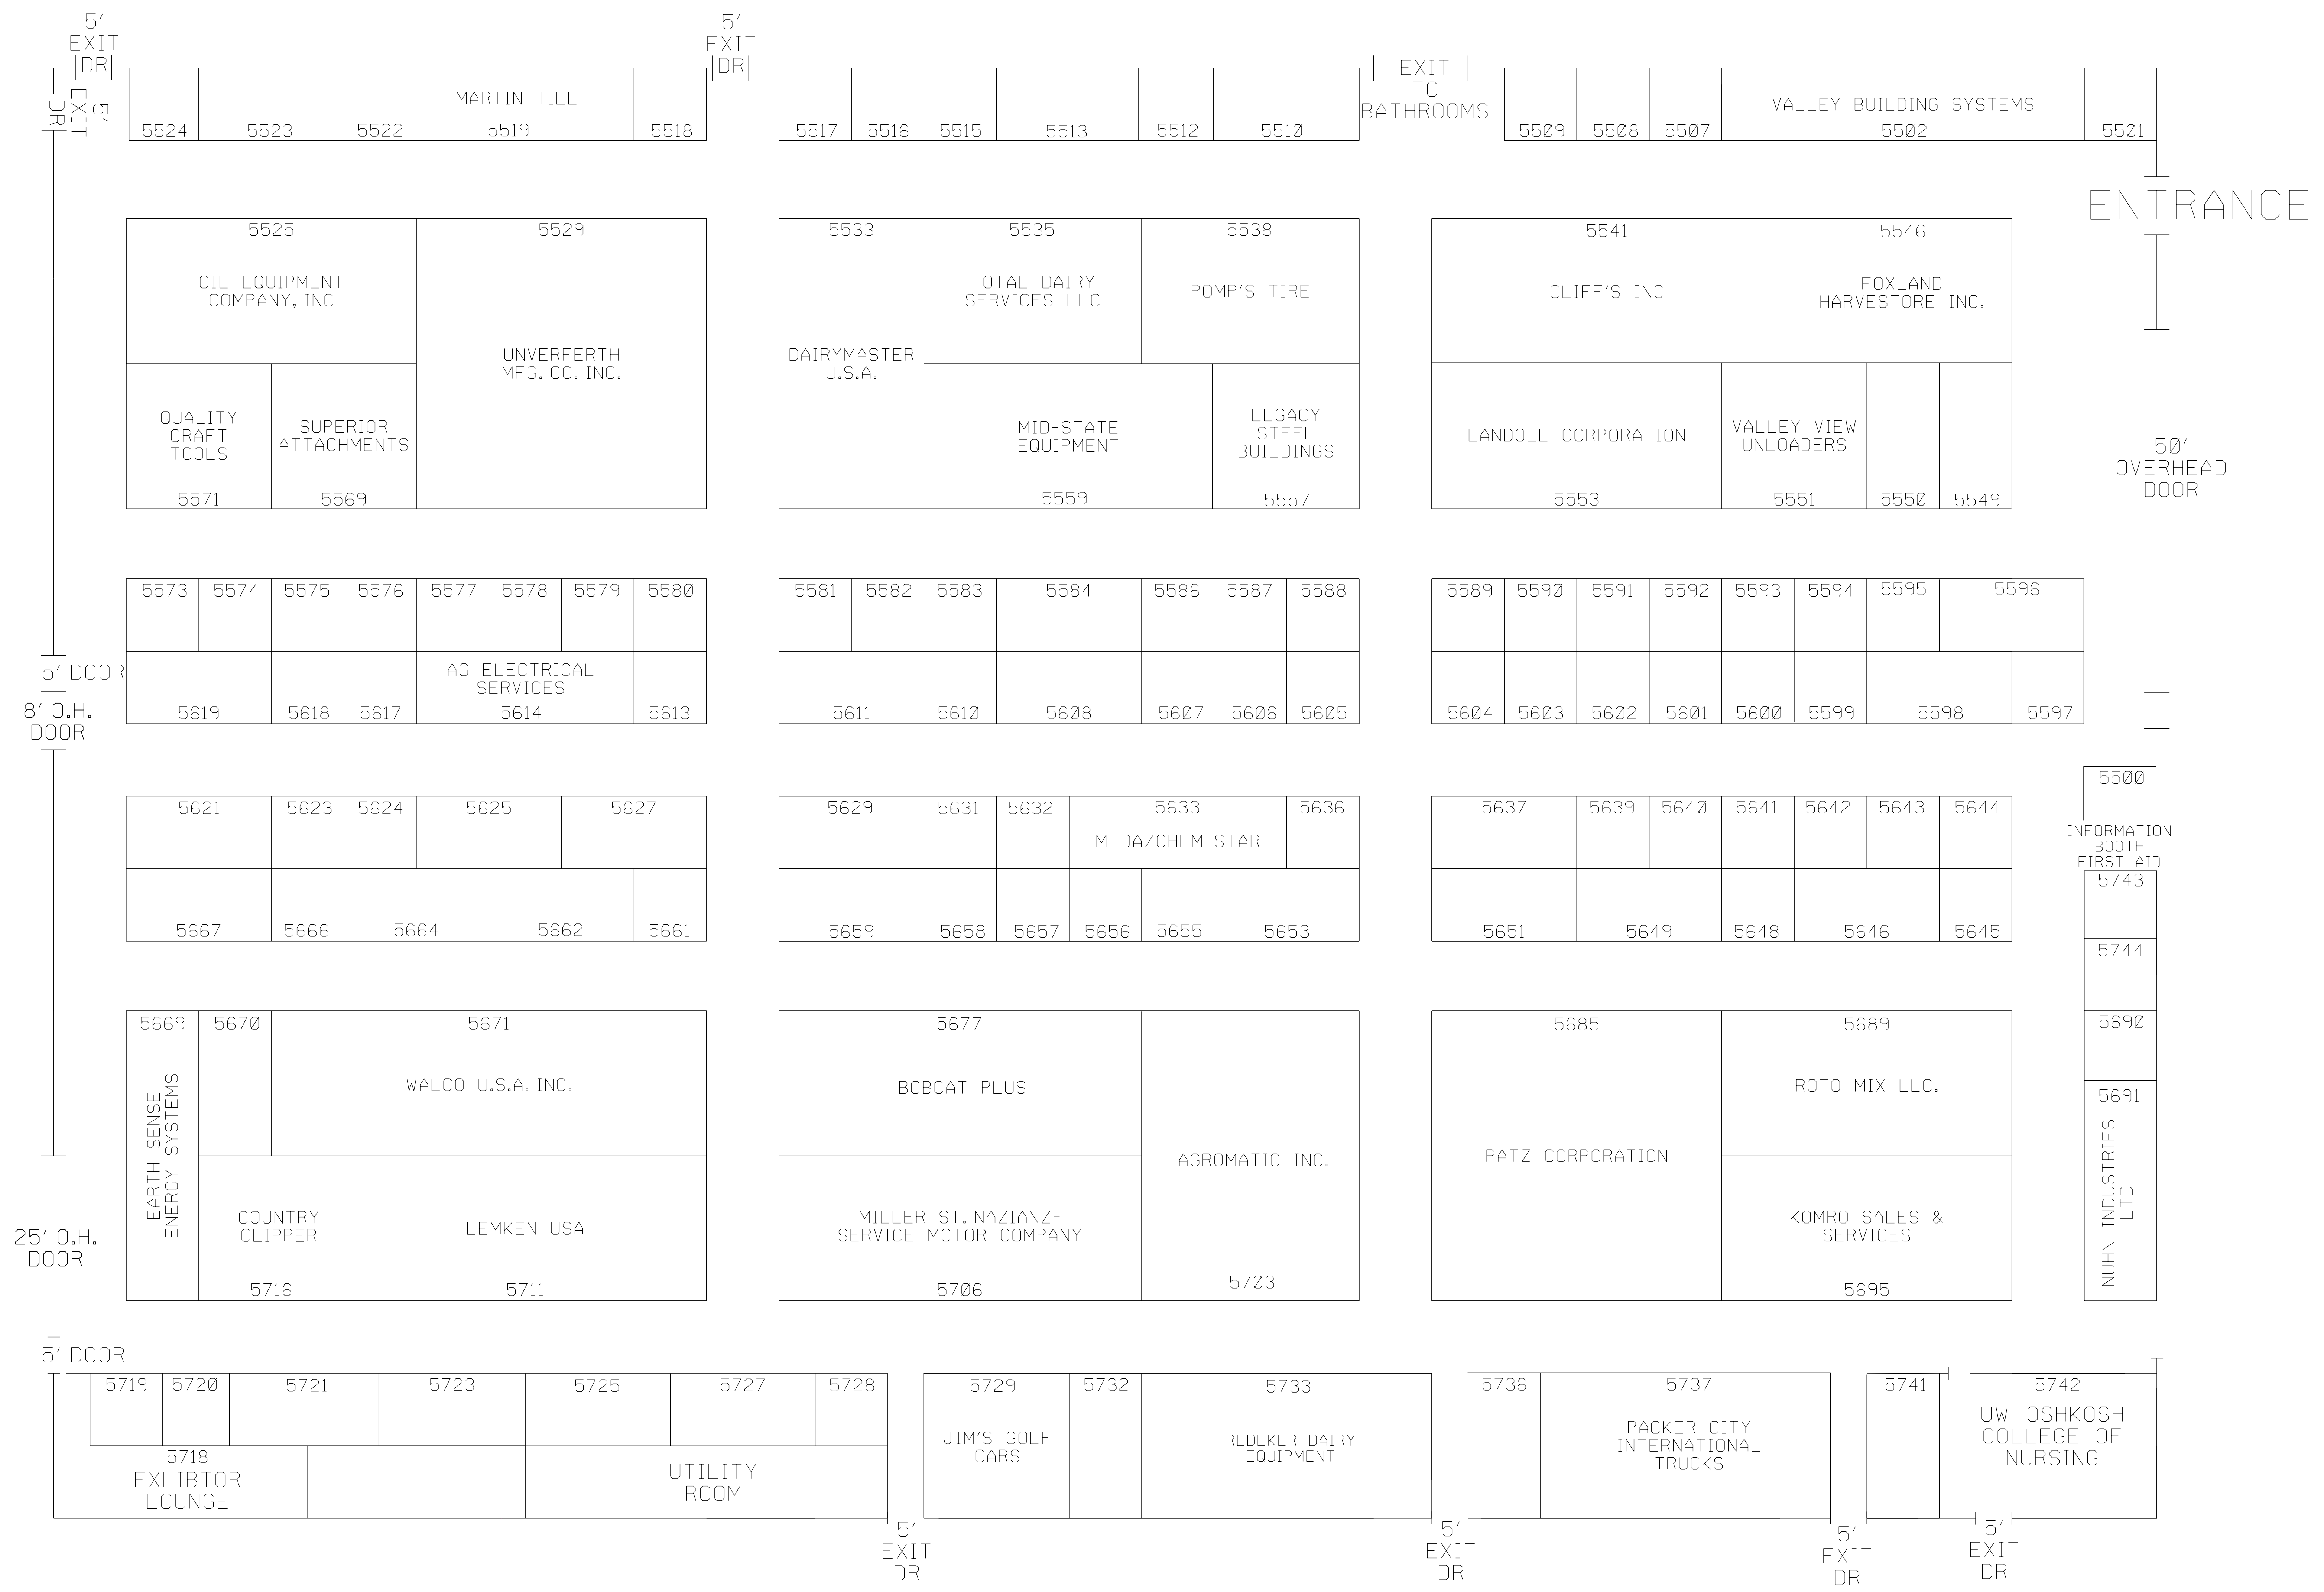 5'
EXIT
DR
5'
EXIT
DR
5'
EXIT
DR
EXIT
TO
BATHROOMS
MARTIN TILL
VALLEY BUILDING SYSTEMS
5524 5523 5522 5519 5518 5517 5516 5515 5513 5512 5510 5509 5508 5507 5502 5501
ENTRANCE
5525 5529 5533 5535 5538 5541 5546
OIL EQUIPMENT
COMPANY, INC
TOTAL DAIRY
SERVICES LLC
POMP'S TIRE
CLIFF'S INC
FOXLAND
HARVESTORE INC.
UNVERFERTH
MFG. CO. INC.
DAIRYMASTER
U.S.A.
QUALITY
CRAFT
TOOLS
SUPERIOR
ATTACHMENTS
MID-STATE
EQUIPMENT
LEGACY
STEEL
BUILDINGS
LANDOLL CORPORATION
VALLEY VIEW
UNLOADERS
50'
OVERHEAD
DOOR
5571 5569 5559 5557 5553 5551 5550 5549
5573 5574 5575 5576 5577 5578 5579 5580 5581 5582 5583 5584 5586 5587 5588 5589 5590 5591 5592 5593 5594 5595 5596
5' DOOR
AG ELECTRICAL
SERVICES
8' O.H.
DOOR
5619 5618 5617 5614 5613 5611 5610 5608 5607 5606 5605 5604 5603 5602 5601 5600 5599 5598 5597
5500
INFORMATION
BOOTH
FIRST AID
5621 5623 5624 5625 5627 5629 5631 5632 5633 5636 5637 5639 5640 5641 5642 5643 5644
MEDA/CHEM-STAR
5743
5667 5666 5664 5662 5661 5659 5658 5657 5656 5655 5653 5651 5649 5648 5646 5645
5744
5669 5670 5671 5677 5685 5689 5690
EARTH SENSE
ENERGY SYSTEMS
WALCO U.S.A. INC.
BOBCAT PLUS
AGROMATIC INC.
PATZ CORPORATION
ROTO MIX LLC.
5691
NUHN INDUSTRIES
LTD
25' O.H.
DOOR
COUNTRY
CLIPPER
LEMKEN USA
MILLER ST. NAZIANZ-
SERVICE MOTOR COMPANY
KOMRO SALES &
SERVICES
5716 5711 5706 5703 5695
5' DOOR
5719 5720 5721 5723 5725 5727 5728 5729 5732 5733 5736 5737 5741 5742
5718
EXHIBTOR
LOUNGE
UTILITY
ROOM
JIM'S GOLF
CARS
REDEKER DAIRY
EQUIPMENT
PACKER CITY
INTERNATIONAL
TRUCKS
UW OSHKOSH
COLLEGE OF
NURSING
5'
EXIT
DR
5'
EXIT
DR
5'
EXIT
DR
5'
EXIT
DR